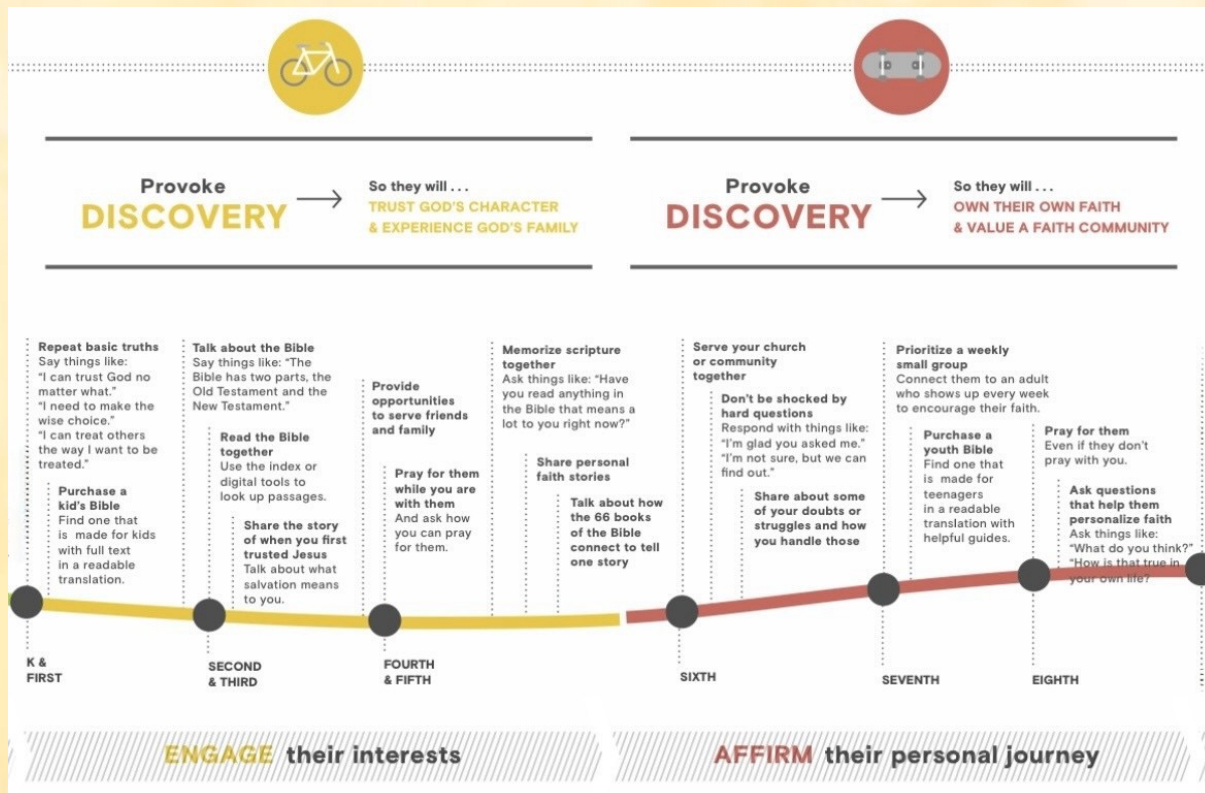 Provoke
DISCOVERY
So they will . . .
TRUST GOD'S CHARACTER
& EXPERIENCE GOD'S FAMILY
Provoke
DISCOVERY
So they will . . .
OWN THEIR OWN FAITH
& VALUE A FAITH COMMUNITY
Repeat basic truths
Say things like:
“I can trust God no
matter what.”
“I need to make the
wise choice.”
“I can treat others
the way I want to be
treated.”
Purchase a
kid's Bible
Find one that
is made for kids
with full text
in a readable
translation.
Talk about the Bible
Say things like: “The
Bible has two parts, the
Old Testament and the
New Testament.”
Read the Bible
together
Use the index or
digital tools to
look up passages.
Share the story
of when you first
trusted Jesus
Talk about what
salvation means
to you.
Provide
opportunities
to serve friends
and family
Pray for them
while you are
with them
And ask how
you can pray
for them.
Memorize scripture
together
Ask things like: “Have
you read anything in
the Bible that means a
lot to you right now?”
Share personal
faith stories
Talk about how
the 66 books
of the Bible
connect to tell
one story
Serve your church
or community
together
Don't be shocked by
hard questions
Respond with things like:
“I'm glad you asked me.”
“I'm not sure, but we can
find out.”
Share about some
of your doubts or
struggles and how
you handle those
Prioritize a weekly
small group
Connect them to an adult
who shows up every week
to encourage their faith.
Purchase a
youth Bible
Find one that
is made for
teenagers
in a readable
translation with
helpful guides.
Pray for them
Even if they don't
pray with you.
Ask questions
that help them
personalize faith
Ask things like:
“What do you think?”
“How is that true in
your own life?
K &
FIRST
SECOND
& THIRD
FOURTH
& FIFTH
SIXTH
SEVENTH
EIGHTH
ENGAGE their interests
AFFIRM their personal journey